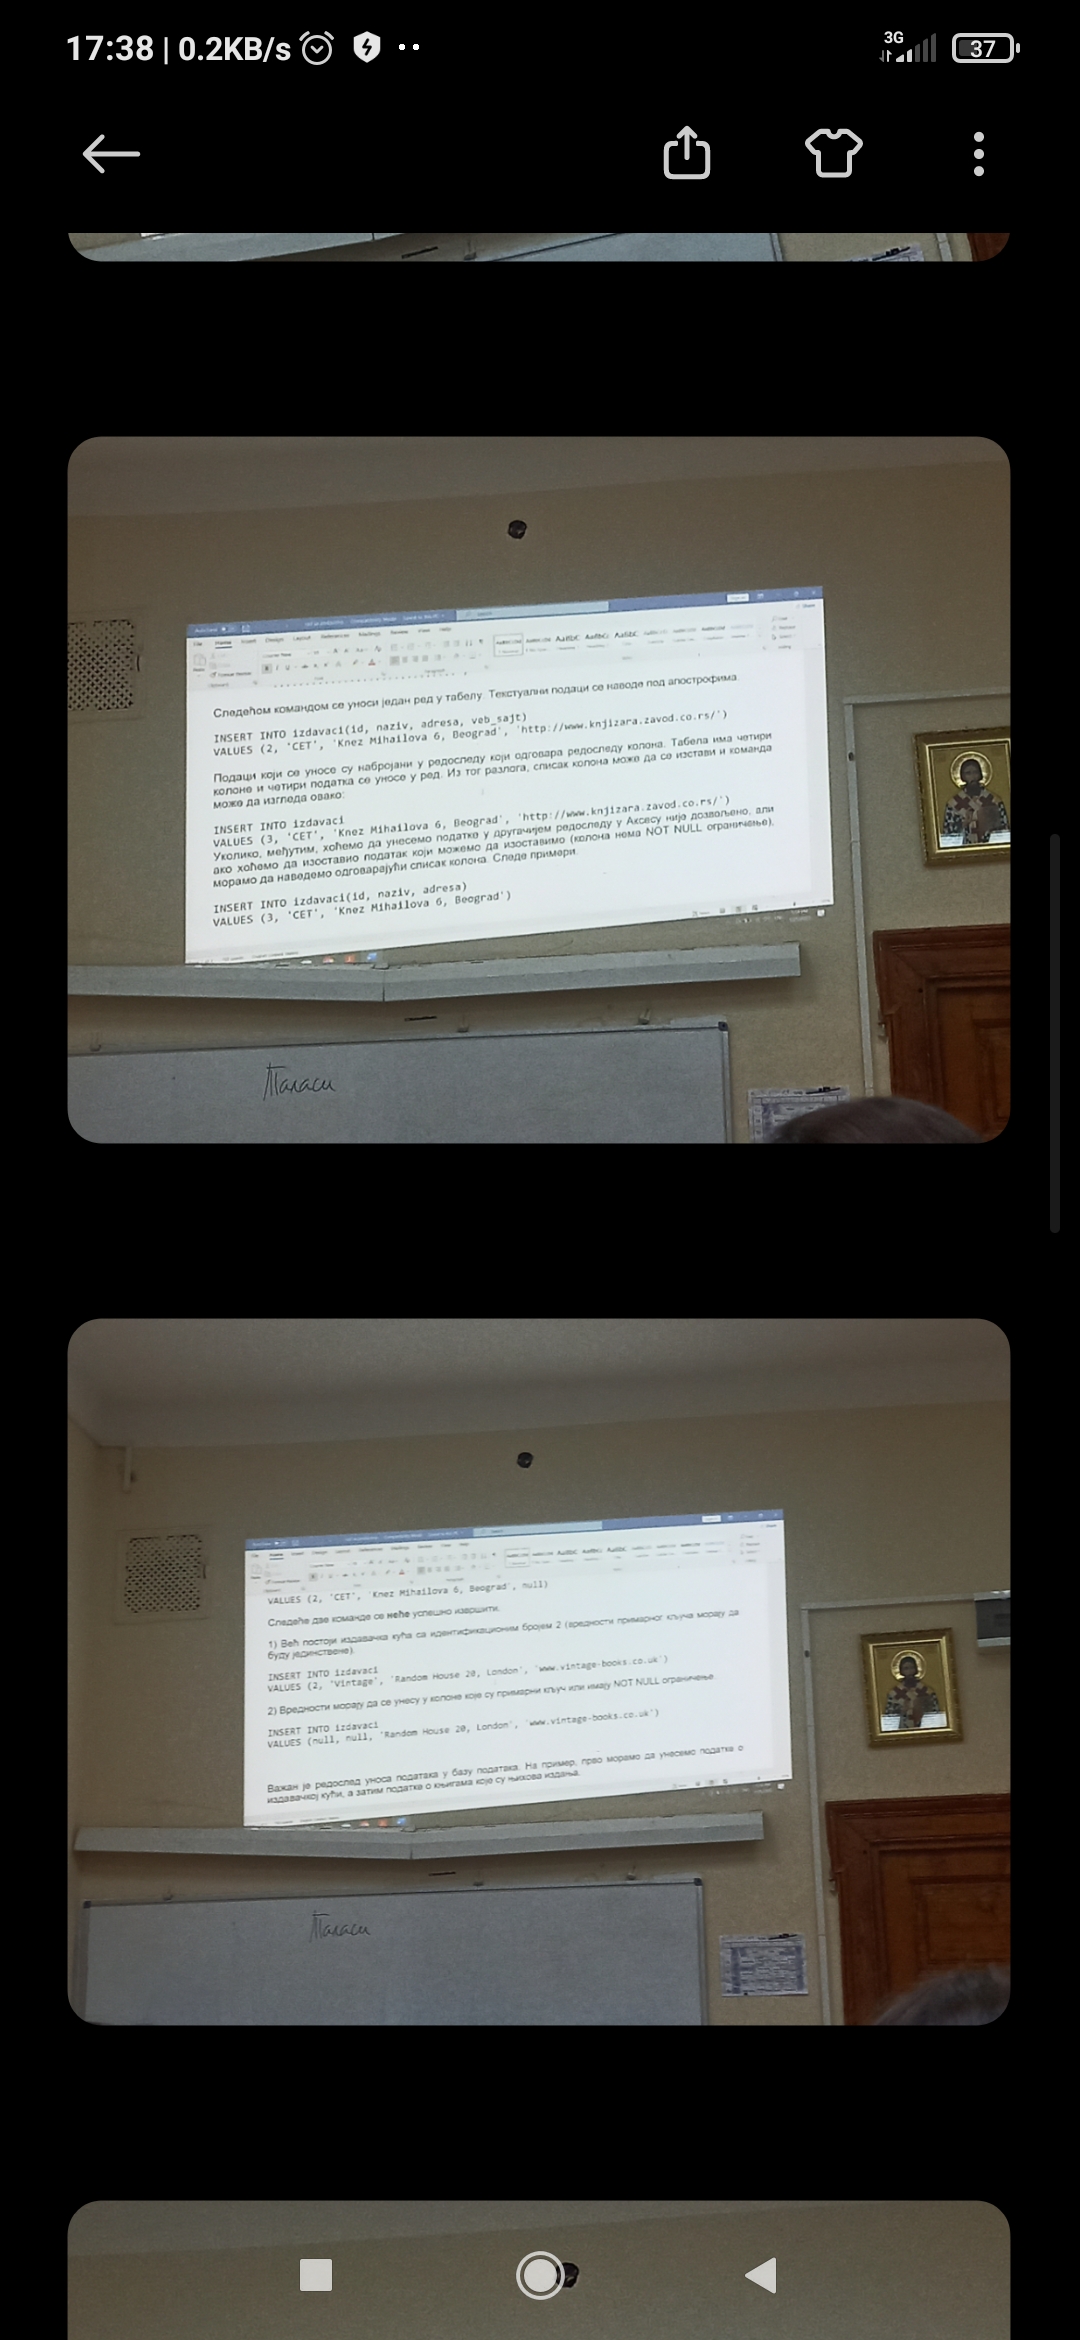 17:38 | 0.2KB/s
3G
37
Следећом командом се уноси један ред у табелу. Текстуални подаци се наводе под апострофима.
INSERT INTO izdavaci(id, naziv, adresa, veb_sajt)
VALUES (2, 'CET', 'Knez Mihailova 6, Beograd', 'http://www.knjizara.zavod.co.rs/')
Подаци који се уносе су набројани у редоследу који одговара редоследу колона. Табела има четири
колоне и четири податка се уносе у ред. Из тог разлога, списак колона може да се изостави и команда
може да изгледа овако:
INSERT INTO izdavaci
VALUES (3, 'CET', 'Knez Mihailova 6, Beograd', 'http://www.knjizara.zavod.co.rs/')
Уколико, међутим, хоћемо да унесемо податке у другачијем редоследу у Аксесу није дозвољено, али
ако хоћемо да изоставио податак који можемо да изоставимо (колона нема NOT NULL ограничење),
морамо да наведемо одговарајући списак колона. Следе примери.
INSERT INTO izdavaci(id, naziv, adresa)
VALUES (3, 'CET', 'Knez Mihailova 6, Beograd')
Таласи
VALUES (2, 'CET', 'Knez Mihailova 6, Beograd', null)
Следеће две команде се неће успешно извршити.
1) Већ постоји издавачка кућа са идентификационим бројем 2 (вредности примарног кључа морају да
буду јединствене).
INSERT INTO izdavaci
VALUES (2, 'Vintage', 'Random House 20, London', 'www.vintage-books.co.uk')
2) Вредности морају да се унесу у колоне које су примарни кључ или имају NOT NULL ограничење.
INSERT INTO izdavaci
VALUES (null, null, 'Random House 20, London', 'www.vintage-books.co.uk')
Важан је редослед уноса података у базу података. На пример, прво морамо да унесемо податке о
издавачкој кући, а затим податке о књигама које су њихова издања.
Таласи